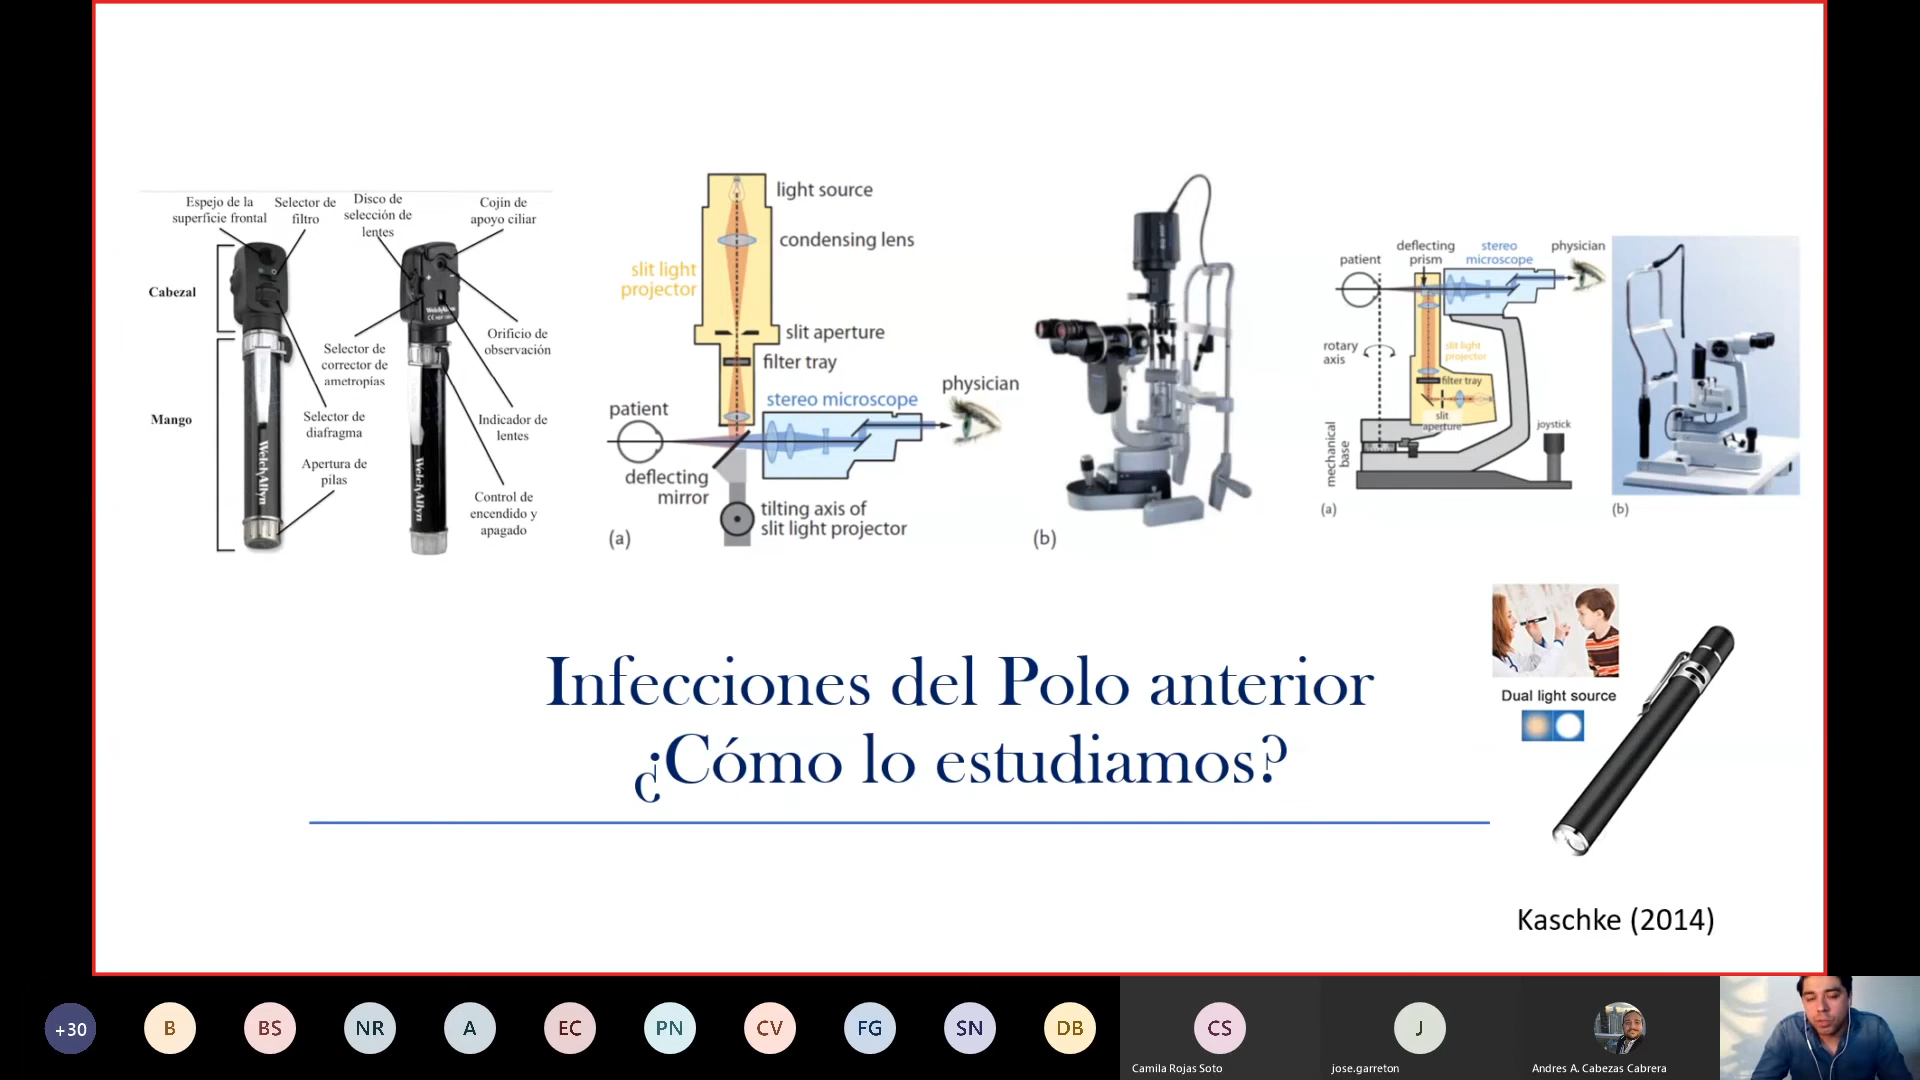 Espejo de la
superficie frontal
Selector de
filtro
Disco de
selección de
lentes
Cojín de
apoyo ciliar
Cabezal
Mango
Selector de
corrector de
ametropías
Orificio de
observación
Selector de
diafragma
Indicador de
lentes
Apertura de
pilas
Control de
encendido y
apagado
WelchAllyn
WelchAllyn
light source
condensing lens
slit light
projector
slit aperture
filter tray
stereo microscope
physician
patient
deflecting
mirror
tilting axis of
slit light projector
(a)
(b)
deflecting
prism
stereo
microscope
physician
patient
rotary
axis
slit light
projector
filter tray
slit
aperture
joystick
mechanical
base
(a)
(b)
Dual light source
Infecciones del Polo anterior
¿Cómo lo estudiamos?
Kaschke (2014)
+30
B
BS
NR
A
EC
PN
CV
FG
SN
DB
CS
Camila Rojas Soto
J
jose.garreton
Andres A. Cabezas Cabrera